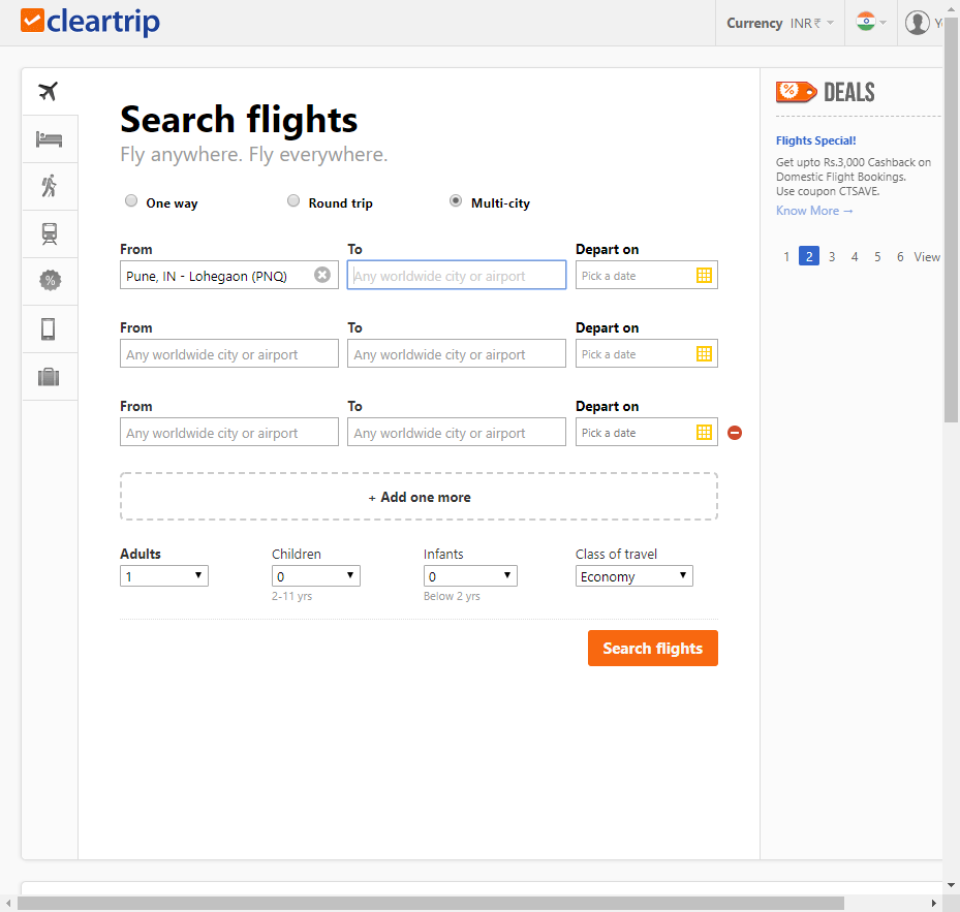 cleartrip
Currency INR₹
Search flights
Fly anywhere. Fly everywhere.
One way Round trip Multi-city
From To Depart on
Pune, IN - Lohegaon (PNQ) Any worldwide city or airport Pick a date
From To Depart on
Any worldwide city or airport Any worldwide city or airport Pick a date
From To Depart on
Any worldwide city or airport Any worldwide city or airport Pick a date
+ Add one more
Adults Children Infants Class of travel
1 0 0 Economy
2-11 yrs Below 2 yrs
Search flights
% DEALS
Flights Special!
Get upto Rs.3,000 Cashback on
Domestic Flight Bookings.
Use coupon CTSAVE.
Know More →
1 2 3 4 5 6 View